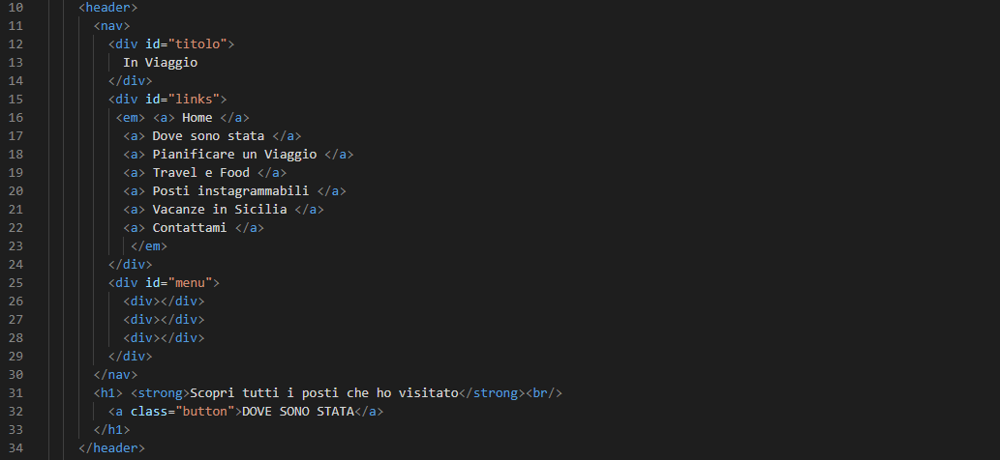 10 <header>
11 <nav>
12 <div id="titolo">
13 In Viaggio
14 </div>
15 <div id="links">
16 <em> <a> Home </a>
17 <a> Dove sono stata </a>
18 <a> Pianificare un Viaggio </a>
19 <a> Travel e Food </a>
20 <a> Posti instagrammabili </a>
21 <a> Vacanze in Sicilia </a>
22 <a> Contattami </a>
23 </em>
24 </div>
25 <div id="menu">
26 <div></div>
27 <div></div>
28 <div></div>
29 </div>
30 </nav>
31 <h1> <strong>Scopri tutti i posti che ho visitato</strong><br/>
32 <a class="button">DOVE SONO STATA</a>
33 </h1>
34 </header>